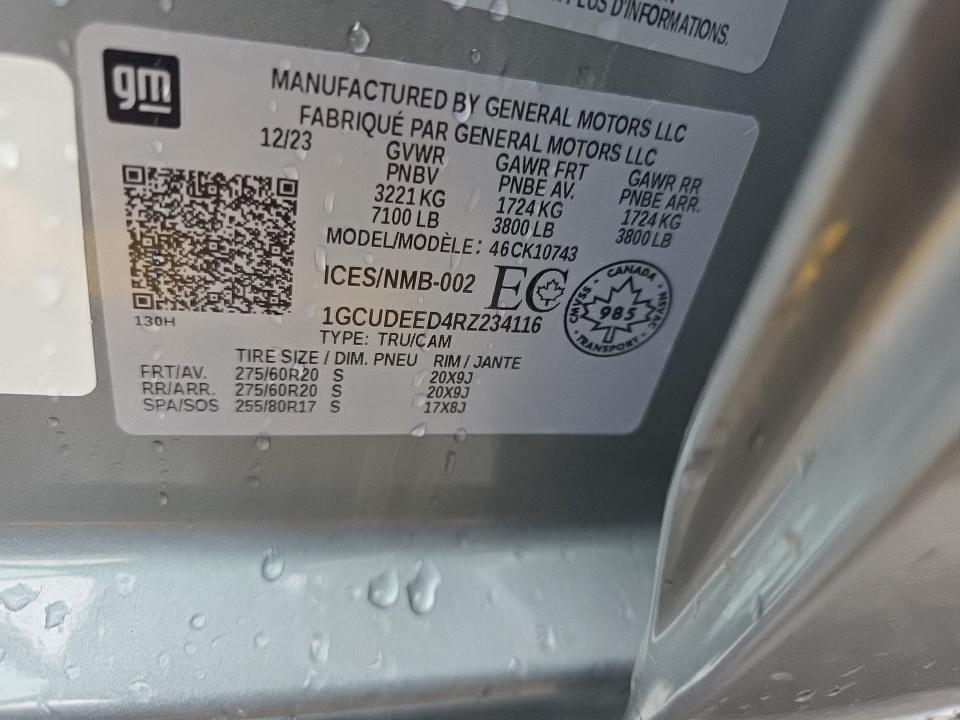 PLUS D'INFORMATIONS.
gm
MANUFACTURED BY GENERAL MOTORS LLC
FABRIQUÉ PAR GENERAL MOTORS LLC
12/23 GVWR GAWR FRT GAWR RR
PNBV PNBE AV. PNBE ARR.
3221 KG 1724 KG 1724 KG
7100 LB 3800 LB 3800 LB
MODEL/MODÈLE: 46CK10743
ICES/NMB-002 EC
CANADA
CMVSS 985 NSVAC
TRANSPORT
130H
1GCUDEED4RZ234116
TYPE: TRU/CAM
TIRE SIZE / DIM. PNEU RIM / JANTE
FRT/AV. 275/60R20 S 20X9J
RR/ARR. 275/60R20 S 20X9J
SPA/SOS 255/80R17 S 17X8J